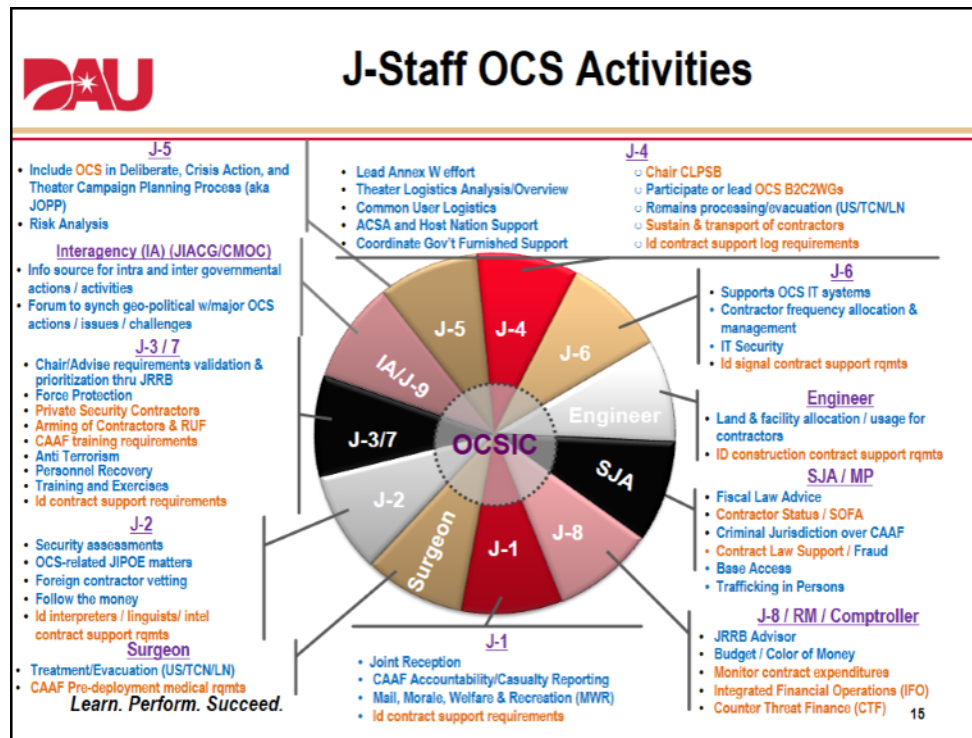 DAU
J-Staff OCS Activities
J-5
• Include OCS in Deliberate, Crisis Action, and
Theater Campaign Planning Process (aka
JOPP)
• Risk Analysis
Interagency (IA) (JIACG/CMOC)
• Info source for intra and inter governmental
actions / activities
• Forum to synch geo-political w/major OCS
actions / issues / challenges
J-3 / 7
• Chair/Advise requirements validation &
prioritization thru JRRB
• Force Protection
• Private Security Contractors
• Arming of Contractors & RUF
• CAAF training requirements
• Anti Terrorism
• Personnel Recovery
• Training and Exercises
• Id contract support requirements
J-2
• Security assessments
• OCS-related JIPOE matters
• Foreign contractor vetting
• Follow the money
• Id interpreters / linguists/ intel
contract support rqmts
Surgeon
• Treatment/Evacuation (US/TCN/LN)
• CAAF Pre-deployment medical rqmts
J-4
• Lead Annex W effort
• Theater Logistics Analysis/Overview
• Common User Logistics
• ACSA and Host Nation Support
• Coordinate Gov't Furnished Support
○ Chair CLPSB
○ Participate or lead OCS B2C2WGs
○ Remains processing/evacuation (US/TCN/LN
○ Sustain & transport of contractors
○ Id contract support log requirements
J-5
J-4
J-6
Engineer
SJA
J-8
J-1
Surgeon
J-2
J-3/7
IA/J-9
OCSIC
J-6
• Supports OCS IT systems
• Contractor frequency allocation &
management
• IT Security
• Id signal contract support rqmts
Engineer
• Land & facility allocation / usage for
contractors
• ID construction contract support rqmts
SJA / MP
• Fiscal Law Advice
• Contractor Status / SOFA
• Criminal Jurisdiction over CAAF
• Contract Law Support / Fraud
• Base Access
• Trafficking in Persons
J-8 / RM / Comptroller
• JRRB Advisor
• Budget / Color of Money
• Monitor contract expenditures
• Integrated Financial Operations (IFO)
• Counter Threat Finance (CTF)
J-1
• Joint Reception
• CAAF Accountability/Casualty Reporting
• Mail, Morale, Welfare & Recreation (MWR)
• Id contract support requirements
Learn. Perform. Succeed.
15